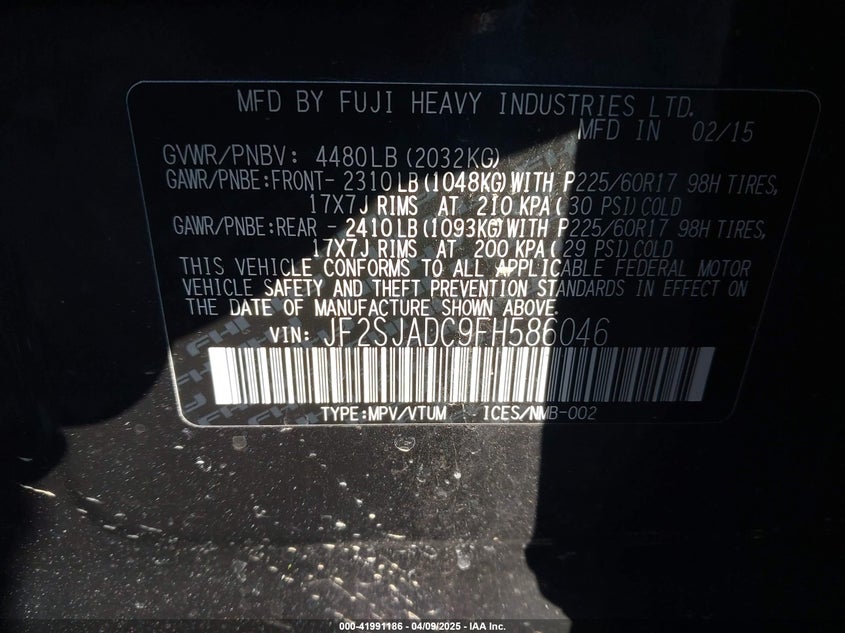 MFD BY FUJI HEAVY INDUSTRIES LTD.
MFD IN 02/15
GVWR/PNBV: 4480LB (2032KG)
GAWR/PNBE:FRONT- 2310LB (1048KG) WITH P225/60R17 98H TIRES,
17X7J RIMS AT 210 KPA (30 PSI) COLD
GAWR/PNBE:REAR - 2410LB (1093KG) WITH P225/60R17 98H TIRES,
17X7J RIMS AT 200 KPA (29 PSI) COLD
THIS VEHICLE CONFORMS TO ALL APPLICABLE FEDERAL MOTOR
VEHICLE SAFETY AND THEFT PREVENTION STANDARDS IN EFFECT ON
THE DATE OF MANUFACTURE SHOWN ABOVE.
VIN: JF2SJADC9FH586046
TYPE:MPV/VTUM ICES/NMB-002
000-41991186 - 04/09/2025 - IAA Inc.